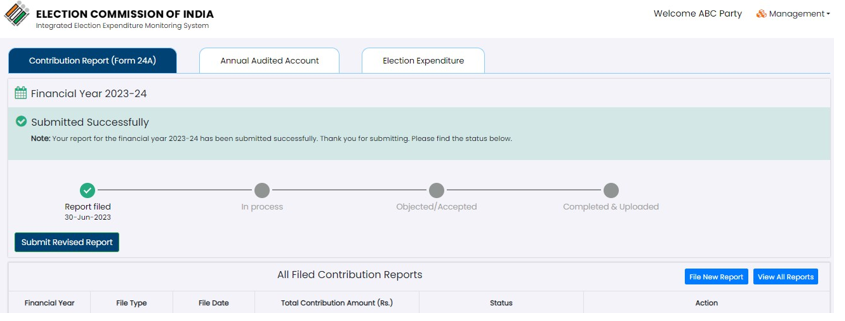 ELECTION COMMISSION OF INDIA
Integrated Election Expenditure Monitoring System
Welcome ABC Party
Management
Contribution Report (Form 24A)
Annual Audited Account
Election Expenditure
Financial Year 2023-24
Submitted Successfully
Note: Your report for the financial year 2023-24 has been submitted successfully. Thank you for submitting. Please find the status below.
Report filed
In process
Objected/Accepted
Completed & Uploaded
30-Jun-2023
Submit Revised Report
All Filed Contribution Reports
File New Report
View All Reports
Financial Year
File Type
File Date
Total Contribution Amount (Rs.)
Status
Action